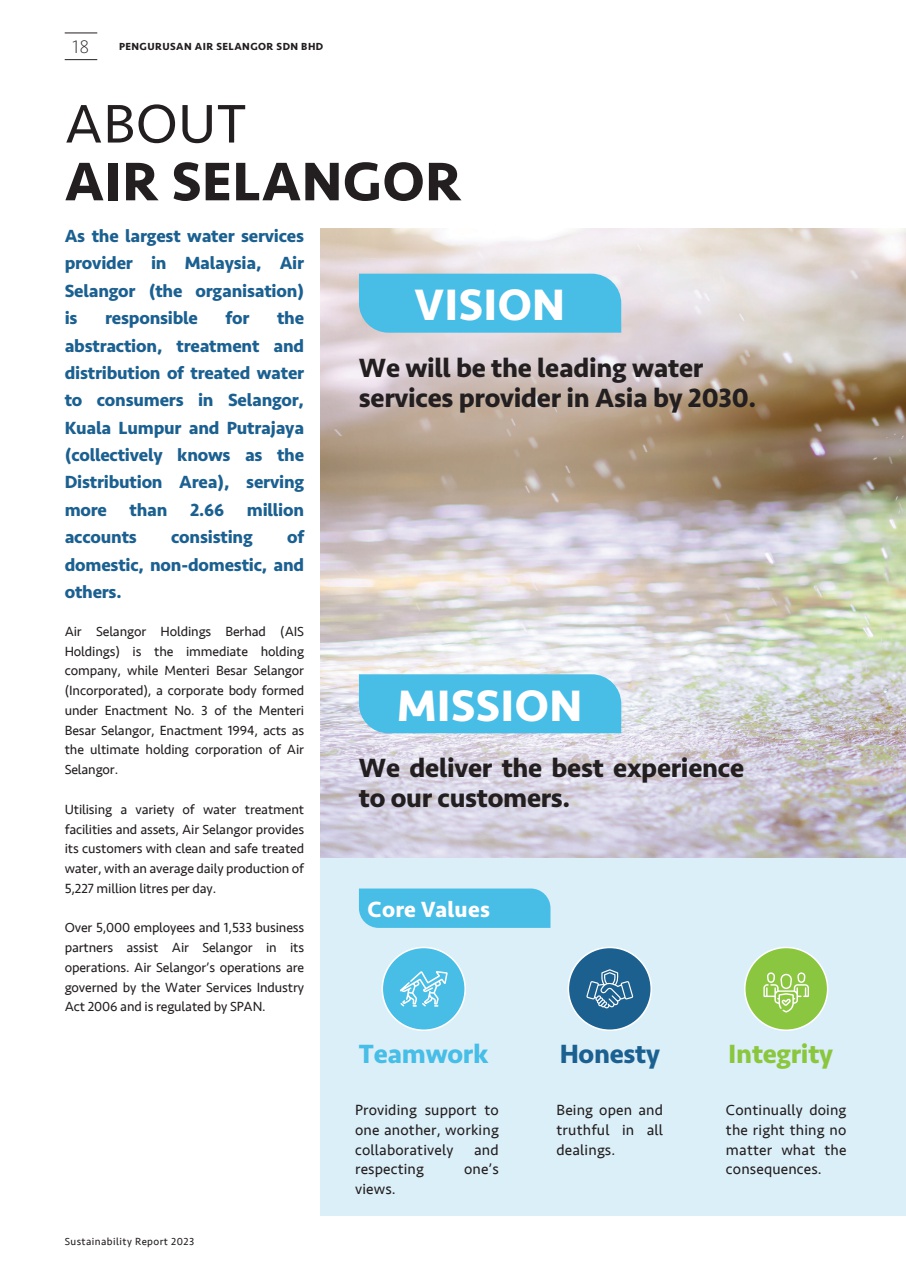 18
PENGURUSAN AIR SELANGOR SDN BHD
ABOUT
AIR SELANGOR
As the largest water services
provider in Malaysia, Air
Selangor (the organisation)
is responsible for the
abstraction, treatment and
distribution of treated water
to consumers in Selangor,
Kuala Lumpur and Putrajaya
(collectively knows as the
Distribution Area), serving
more than 2.66 million
accounts consisting of
domestic, non-domestic, and
others.
Air Selangor Holdings Berhad (AIS
Holdings) is the immediate holding
company, while Menteri Besar Selangor
(Incorporated), a corporate body formed
under Enactment No. 3 of the Menteri
Besar Selangor, Enactment 1994, acts as
the ultimate holding corporation of Air
Selangor.
Utilising a variety of water treatment
facilities and assets, Air Selangor provides
its customers with clean and safe treated
water, with an average daily production of
5,227 million litres per day.
Over 5,000 employees and 1,533 business
partners assist Air Selangor in its
operations. Air Selangor’s operations are
governed by the Water Services Industry
Act 2006 and is regulated by SPAN.
VISION
We will be the leading water
services provider in Asia by 2030.
MISSION
We deliver the best experience
to our customers.
Core Values
Teamwork
Providing support to
one another, working
collaboratively and
respecting one’s
views.
Honesty
Being open and
truthful in all
dealings.
Integrity
Continually doing
the right thing no
matter what the
consequences.
Sustainability Report 2023